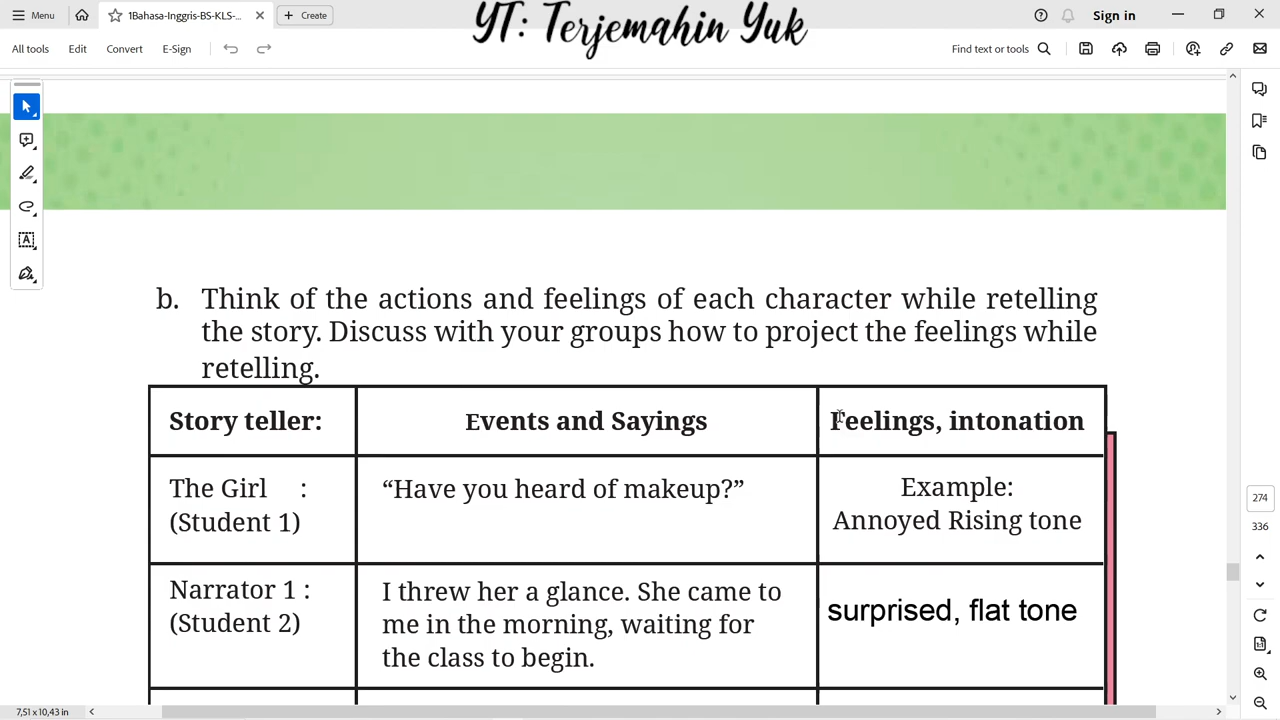 Menu
1Bahasa-Inggris-BS-KLS-...
Create
YT: Terjemahin Yuk
Sign in
All tools
Edit
Convert
E-Sign
Find text or tools
b. Think of the actions and feelings of each character while retelling
the story. Discuss with your groups how to project the feelings while
retelling.
Story teller:
Events and Sayings
Feelings, intonation
The Girl :
(Student 1)
“Have you heard of makeup?”
Example:
Annoyed Rising tone
Narrator 1 :
(Student 2)
I threw her a glance. She came to
me in the morning, waiting for
the class to begin.
surprised, flat tone
274
336
7,51 x 10,43 in